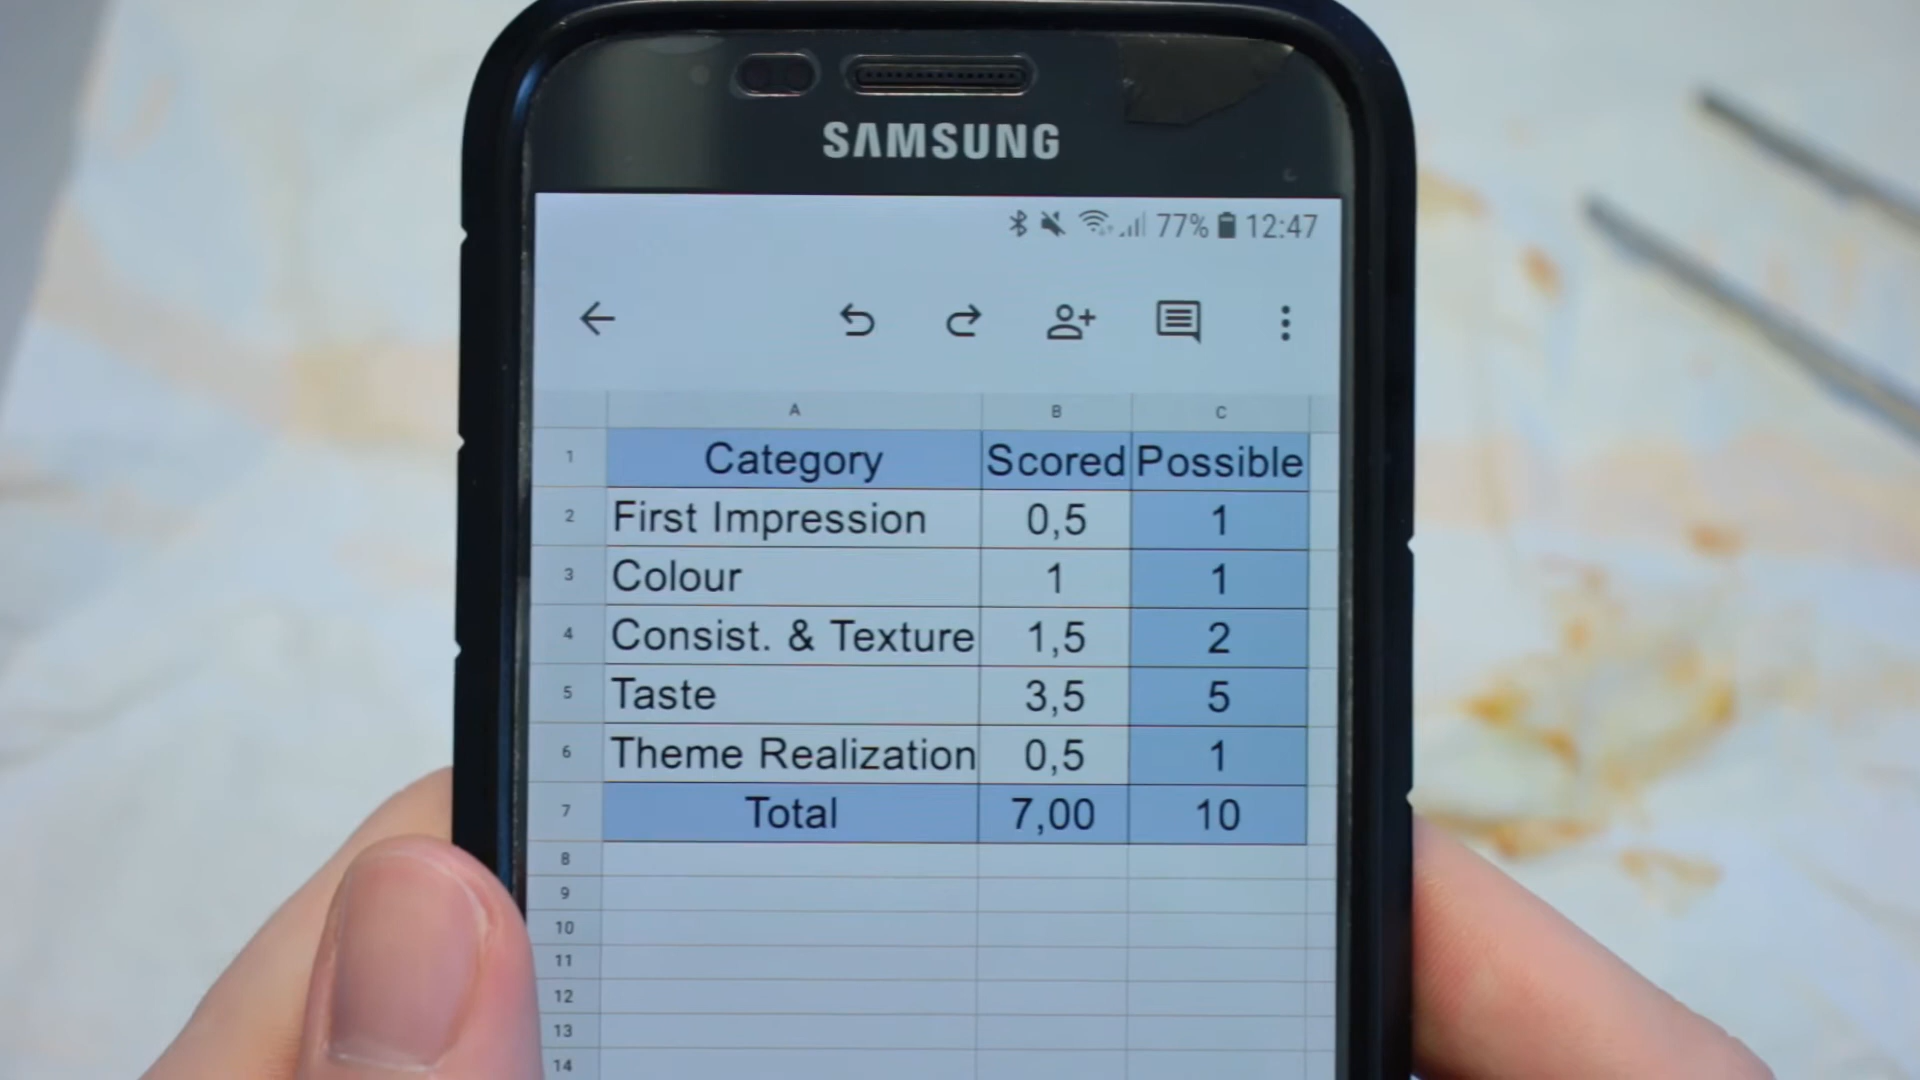 SAMSUNG
77% 12:47
A B C
1 Category Scored Possible
2 First Impression 0,5 1
3 Colour 1 1
4 Consist. & Texture 1,5 2
5 Taste 3,5 5
6 Theme Realization 0,5 1
7 Total 7,00 10
8
9
10
11
12
13
14